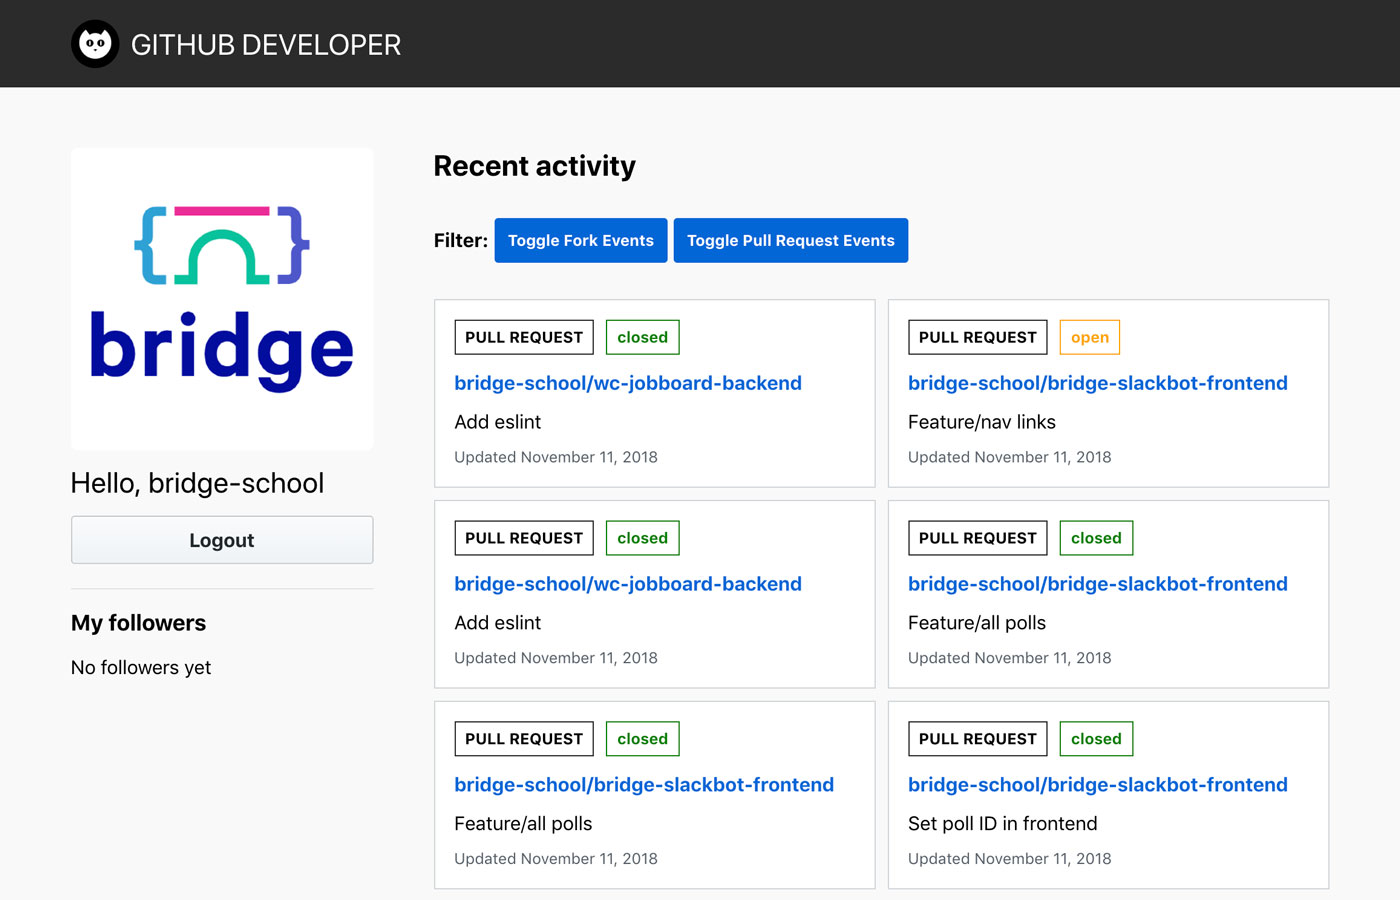 GITHUB DEVELOPER
bridge
Hello, bridge-school
Logout
My followers
No followers yet
Recent activity
Filter: Toggle Fork Events Toggle Pull Request Events
PULL REQUEST closed
bridge-school/wc-jobboard-backend
Add eslint
Updated November 11, 2018
PULL REQUEST open
bridge-school/bridge-slackbot-frontend
Feature/nav links
Updated November 11, 2018
PULL REQUEST closed
bridge-school/wc-jobboard-backend
Add eslint
Updated November 11, 2018
PULL REQUEST closed
bridge-school/bridge-slackbot-frontend
Feature/all polls
Updated November 11, 2018
PULL REQUEST closed
bridge-school/bridge-slackbot-frontend
Feature/all polls
Updated November 11, 2018
PULL REQUEST closed
bridge-school/bridge-slackbot-frontend
Set poll ID in frontend
Updated November 11, 2018